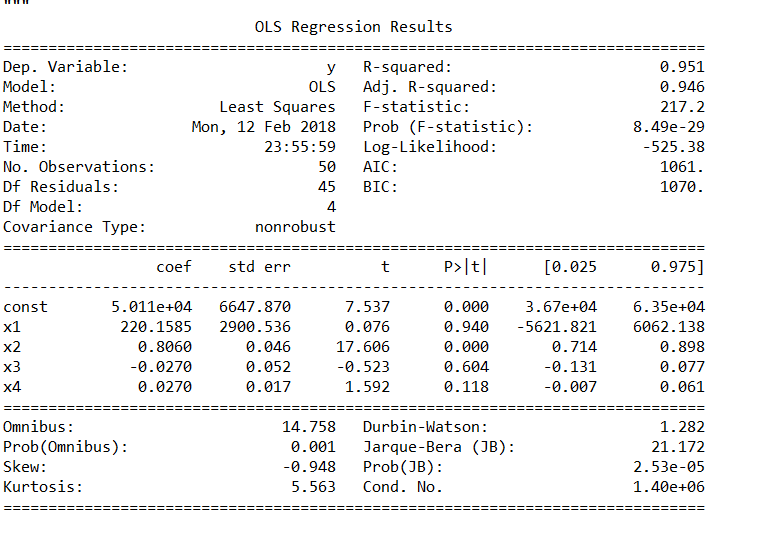 OLS Regression Results
==============================================================================
Dep. Variable:                      y   R-squared:                       0.951
Model:                            OLS   Adj. R-squared:                  0.946
Method:                 Least Squares   F-statistic:                     217.2
Date:                Mon, 12 Feb 2018   Prob (F-statistic):           8.49e-29
Time:                        23:55:59   Log-Likelihood:                -525.38
No. Observations:                  50   AIC:                             1061.
Df Residuals:                      45   BIC:                             1070.
Df Model:                           4
Covariance Type:            nonrobust
==============================================================================
                 coef    std err          t      P>|t|      [0.025      0.975]
------------------------------------------------------------------------------
const       5.011e+04   6647.870      7.537      0.000    3.67e+04    6.35e+04
x1           220.1585   2900.536      0.076      0.940   -5621.821    6062.138
x2             0.8060      0.046     17.606      0.000       0.714       0.898
x3            -0.0270      0.052     -0.523      0.604      -0.131       0.077
x4             0.0270      0.017      1.592      0.118      -0.007       0.061
==============================================================================
Omnibus:                       14.758   Durbin-Watson:                   1.282
Prob(Omnibus):                  0.001   Jarque-Bera (JB):               21.172
Skew:                          -0.948   Prob(JB):                     2.53e-05
Kurtosis:                       5.563   Cond. No.                     1.40e+06
==============================================================================